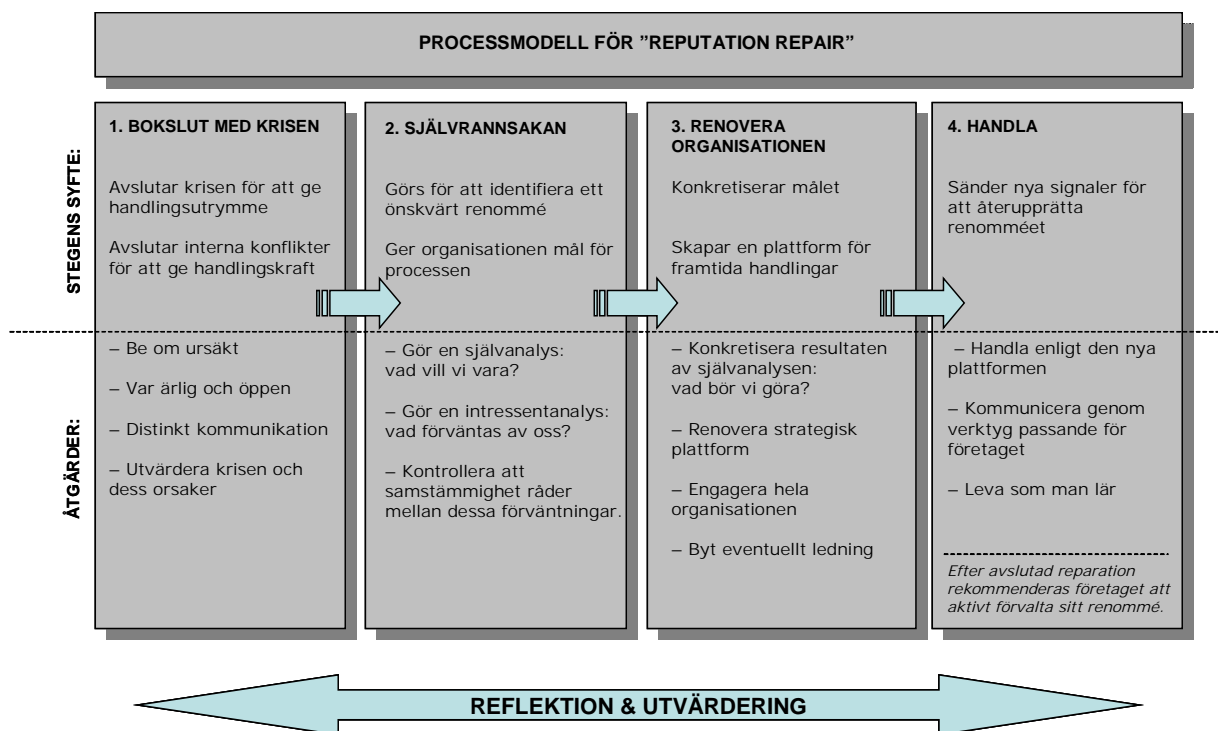 PROCESSMODELL FÖR ”REPUTATION REPAIR”
STEGENS SYFTE:
ÅTGÄRDER:
1. BOKSLUT MED KRISEN
Avslutar krisen för att ge
handlingsutrymme
Avslutar interna konflikter
för att ge handlingskraft
– Be om ursäkt
– Var ärlig och öppen
– Distinkt kommunikation
– Utvärdera krisen och
dess orsaker
2. SJÄLVRANNSAKAN
Görs för att identifiera ett
önskvärt renommé
Ger organisationen mål för
processen
– Gör en självanalys:
vad vill vi vara?
– Gör en intressentanalys:
vad förväntas av oss?
– Kontrollera att
samstämmighet råder
mellan dessa förväntningar.
3. RENOVERA
ORGANISATIONEN
Konkretiserar målet
Skapar en plattform för
framtida handlingar
– Konkretisera resultaten
av självanalysen:
vad bör vi göra?
– Renovera strategisk
plattform
– Engagera hela
organisationen
– Byt eventuellt ledning
4. HANDLA
Sänder nya signaler för
att återupprätta
renomméet
– Handla enligt den nya
plattformen
– Kommunicera genom
verktyg passande för
företaget
– Leva som man lär
Efter avslutad reparation
rekommenderas företaget att
aktivt förvalta sitt renommé.
REFLEKTION & UTVÄRDERING